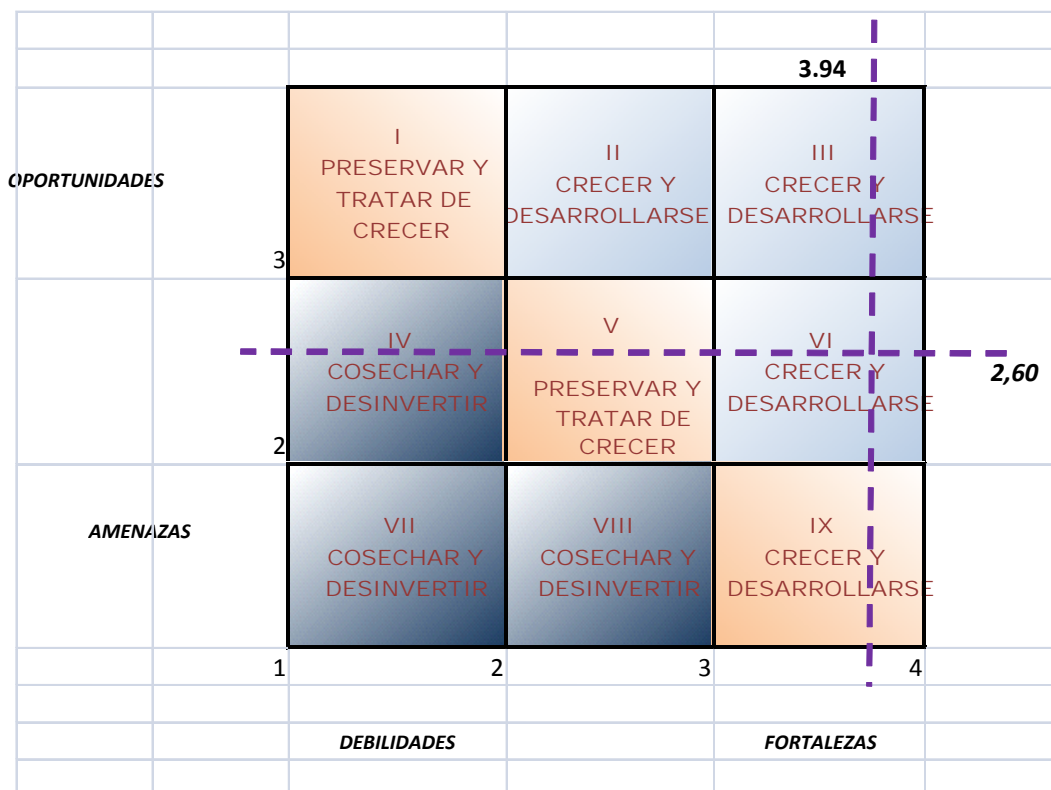 3.94
OPORTUNIDADES
I
PRESERVAR Y
TRATAR DE
CRECER
II
CRECER Y
DESARROLLARSE
III
CRECER Y
DESARROLLARSE
3
IV
COSECHAR Y
DESINVERTIR
V
PRESERVAR Y
TRATAR DE
CRECER
VI
CRECER Y
DESARROLLARSE
2,60
2
AMENAZAS
VII
COSECHAR Y
DESINVERTIR
VIII
COSECHAR Y
DESINVERTIR
IX
CRECER Y
DESARROLLARSE
1
2
3
4
DEBILIDADES
FORTALEZAS